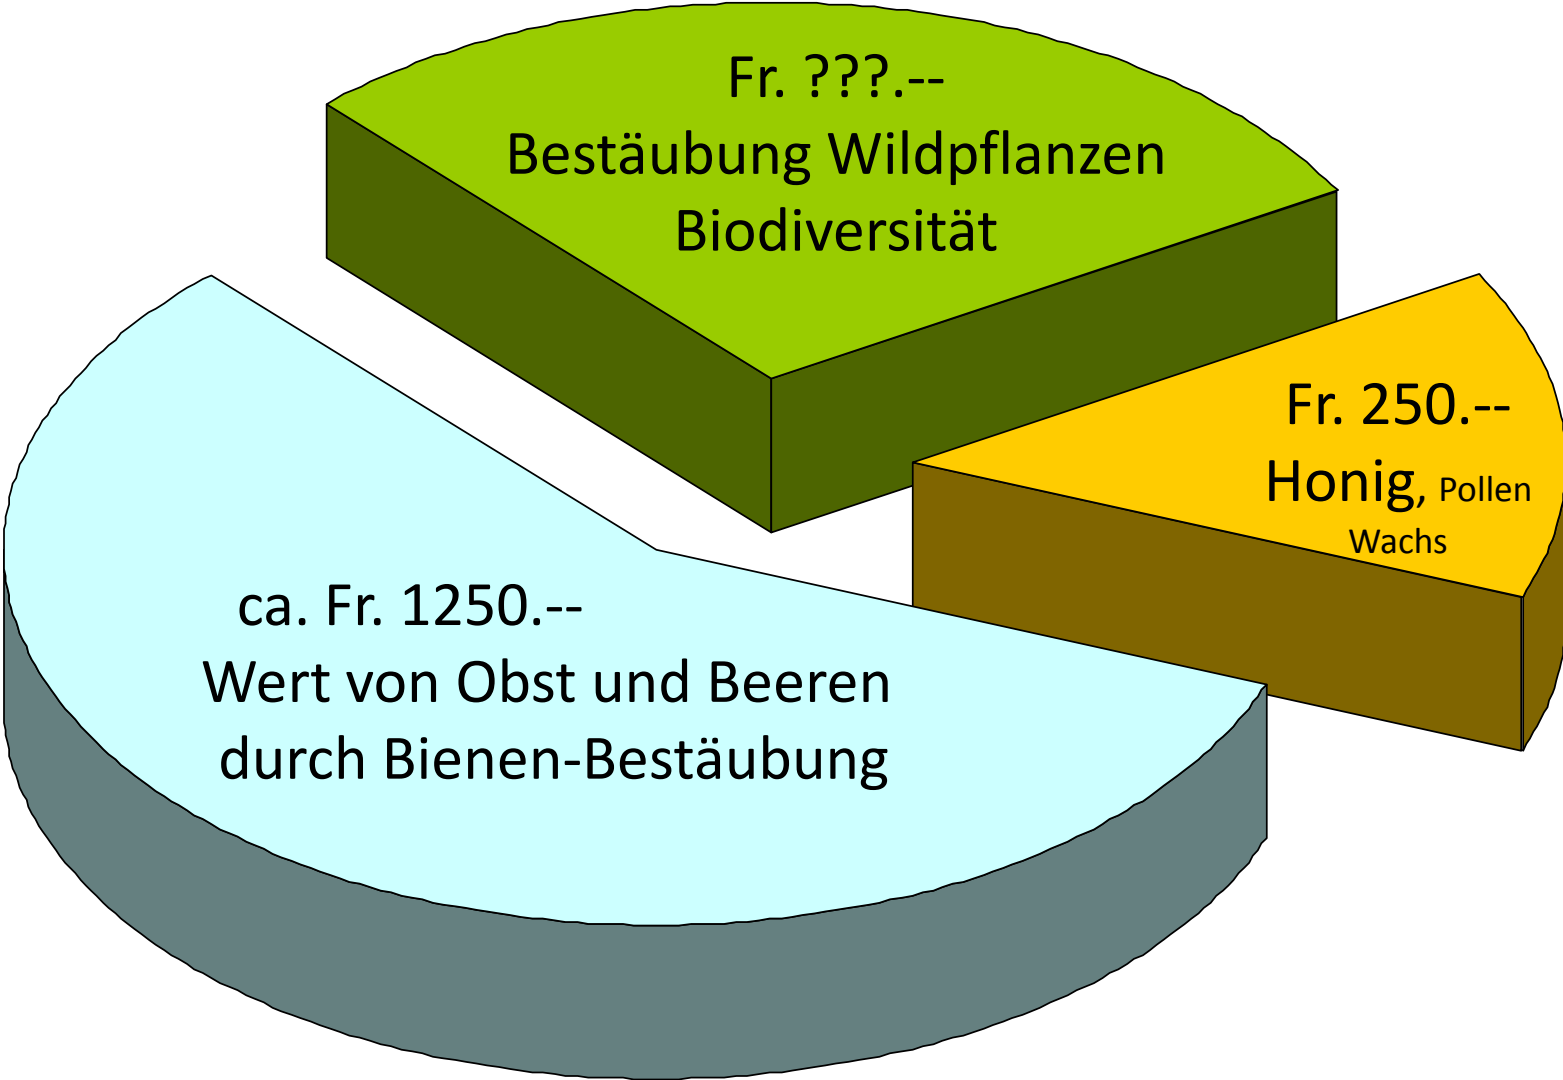 Fr. ???.--
Bestäubung Wildpflanzen
Biodiversität
Fr. 250.--
Honig, Pollen
Wachs
ca. Fr. 1250.--
Wert von Obst und Beeren
durch Bienen-Bestäubung